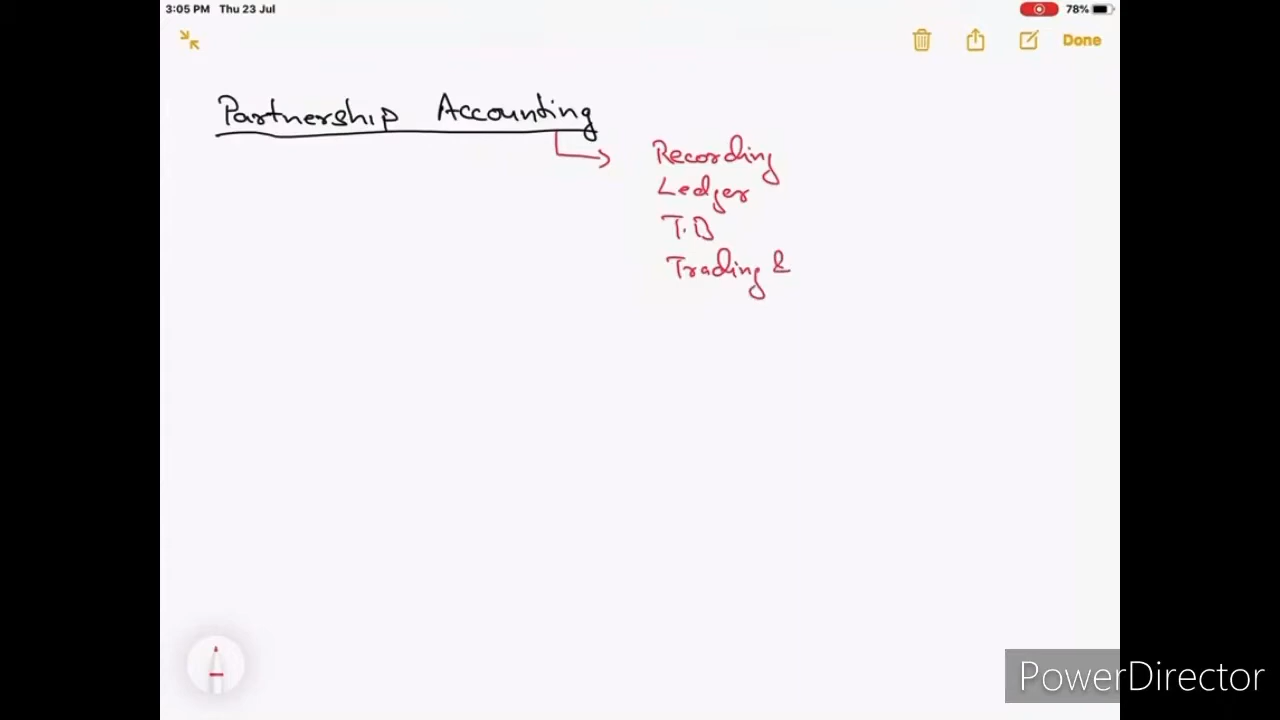 3:05 PM Thu 23 Jul
78%
Done
Partnership Accounting
Recording
Ledger
T.B
Trading &
PowerDirector